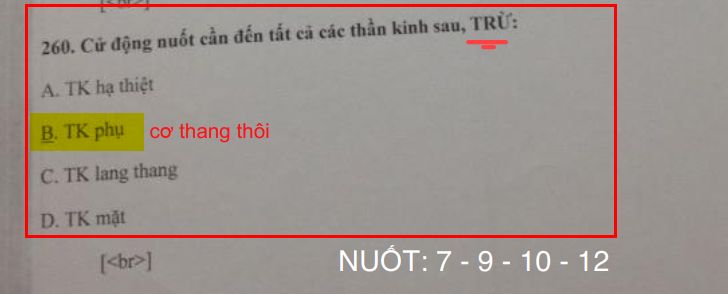 [<br>]
260. Cử động nuốt cần đến tất cả các thần kinh sau, TRỪ:
A. TK hạ thiệt
B. TK phụ cơ thang thôi
C. TK lang thang
D. TK mặt
[<br>]
NUỐT: 7 - 9 - 10 - 12